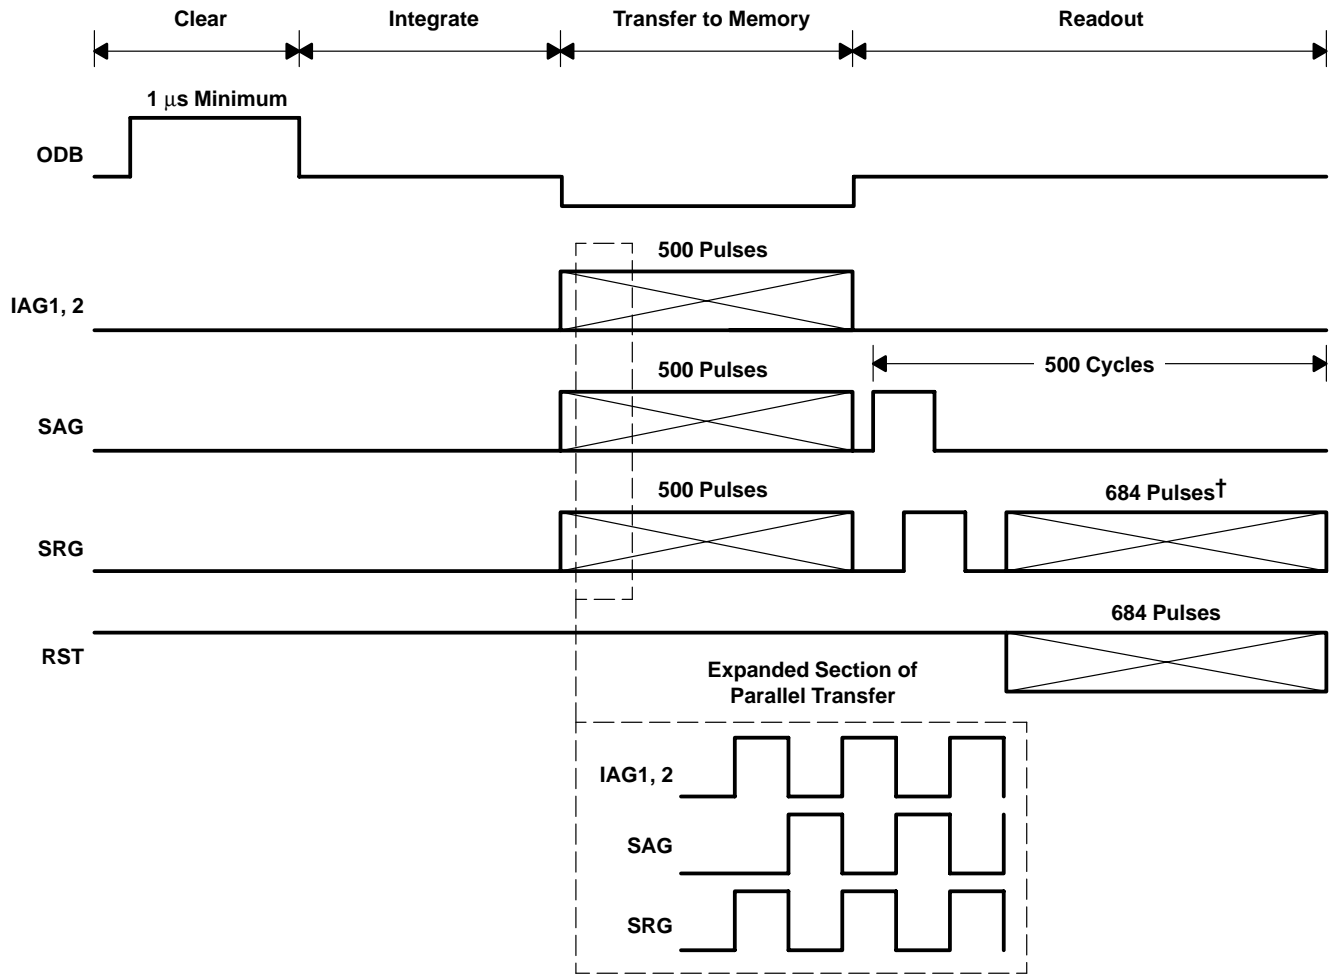 Clear
Integrate
Transfer to Memory
Readout
1 μs Minimum
ODB
500 Pulses
IAG1, 2
500 Cycles
500 Pulses
SAG
500 Pulses
684 Pulses†
SRG
684 Pulses
RST
Expanded Section of
Parallel Transfer
IAG1, 2
SAG
SRG